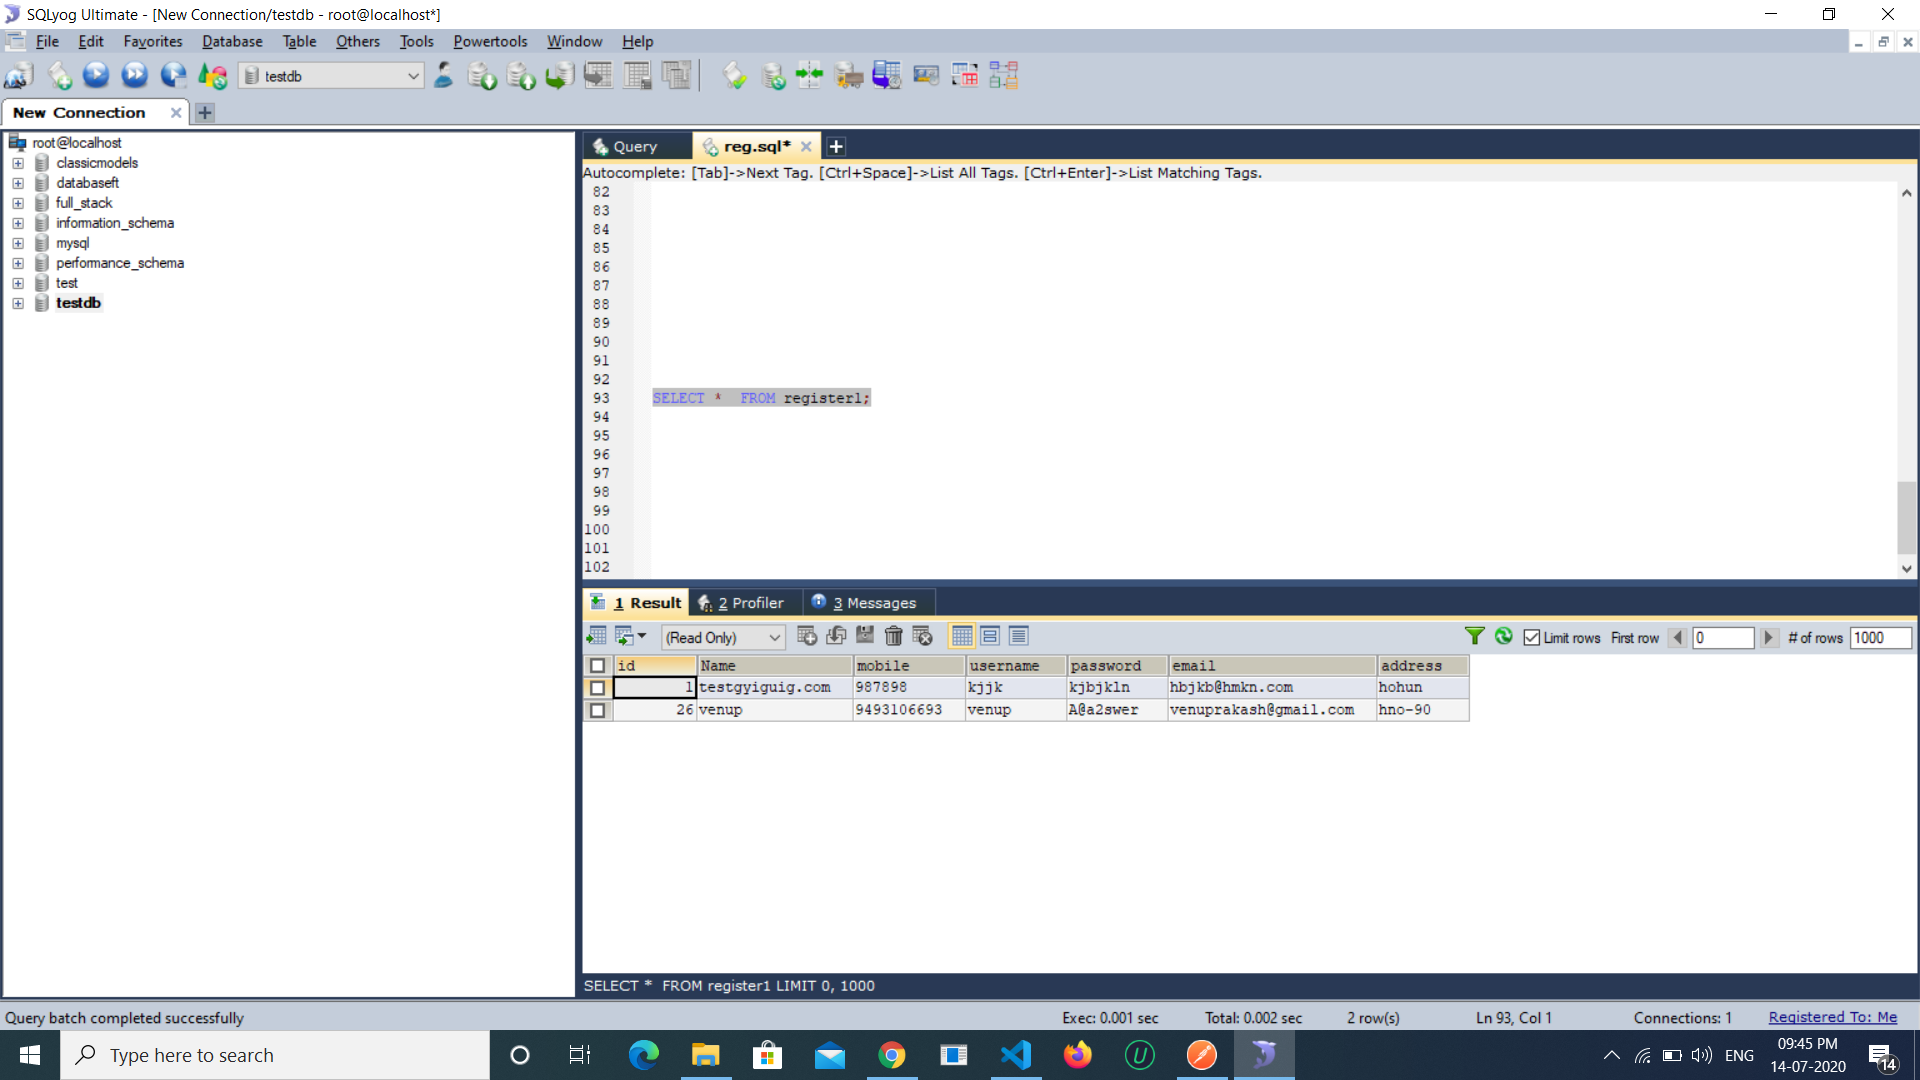 SQLyog Ultimate - [New Connection/testdb - root@localhost*]
File Edit Favorites Database Table Others Tools Powertools Window Help
testdb
New Connection
root@localhost
classicmodels
databaseft
full_stack
information_schema
mysql
performance_schema
test
testdb
Query reg.sql*
Autocomplete: [Tab]->Next Tag. [Ctrl+Space]->List All Tags. [Ctrl+Enter]->List Matching Tags.
82
83
84
85
86
87
88
89
90
91
92
93 SELECT *  FROM register1;
94
95
96
97
98
99
100
101
102
1 Result 2 Profiler 3 Messages
(Read Only) Limit rows First row 0 # of rows 1000
id Name mobile username password email address
1 testgyiguig.com 987898 kjjk kjbjkln hbjkb@hmkn.com hohun
26 venup 9493106693 venup A@a2swer venuprakash@gmail.com hno-90
SELECT *  FROM register1 LIMIT 0, 1000
Query batch completed successfully Exec: 0.001 sec Total: 0.002 sec 2 row(s) Ln 93, Col 1 Connections: 1 Registered To: Me
Type here to search ENG 09:45 PM
14-07-2020 14